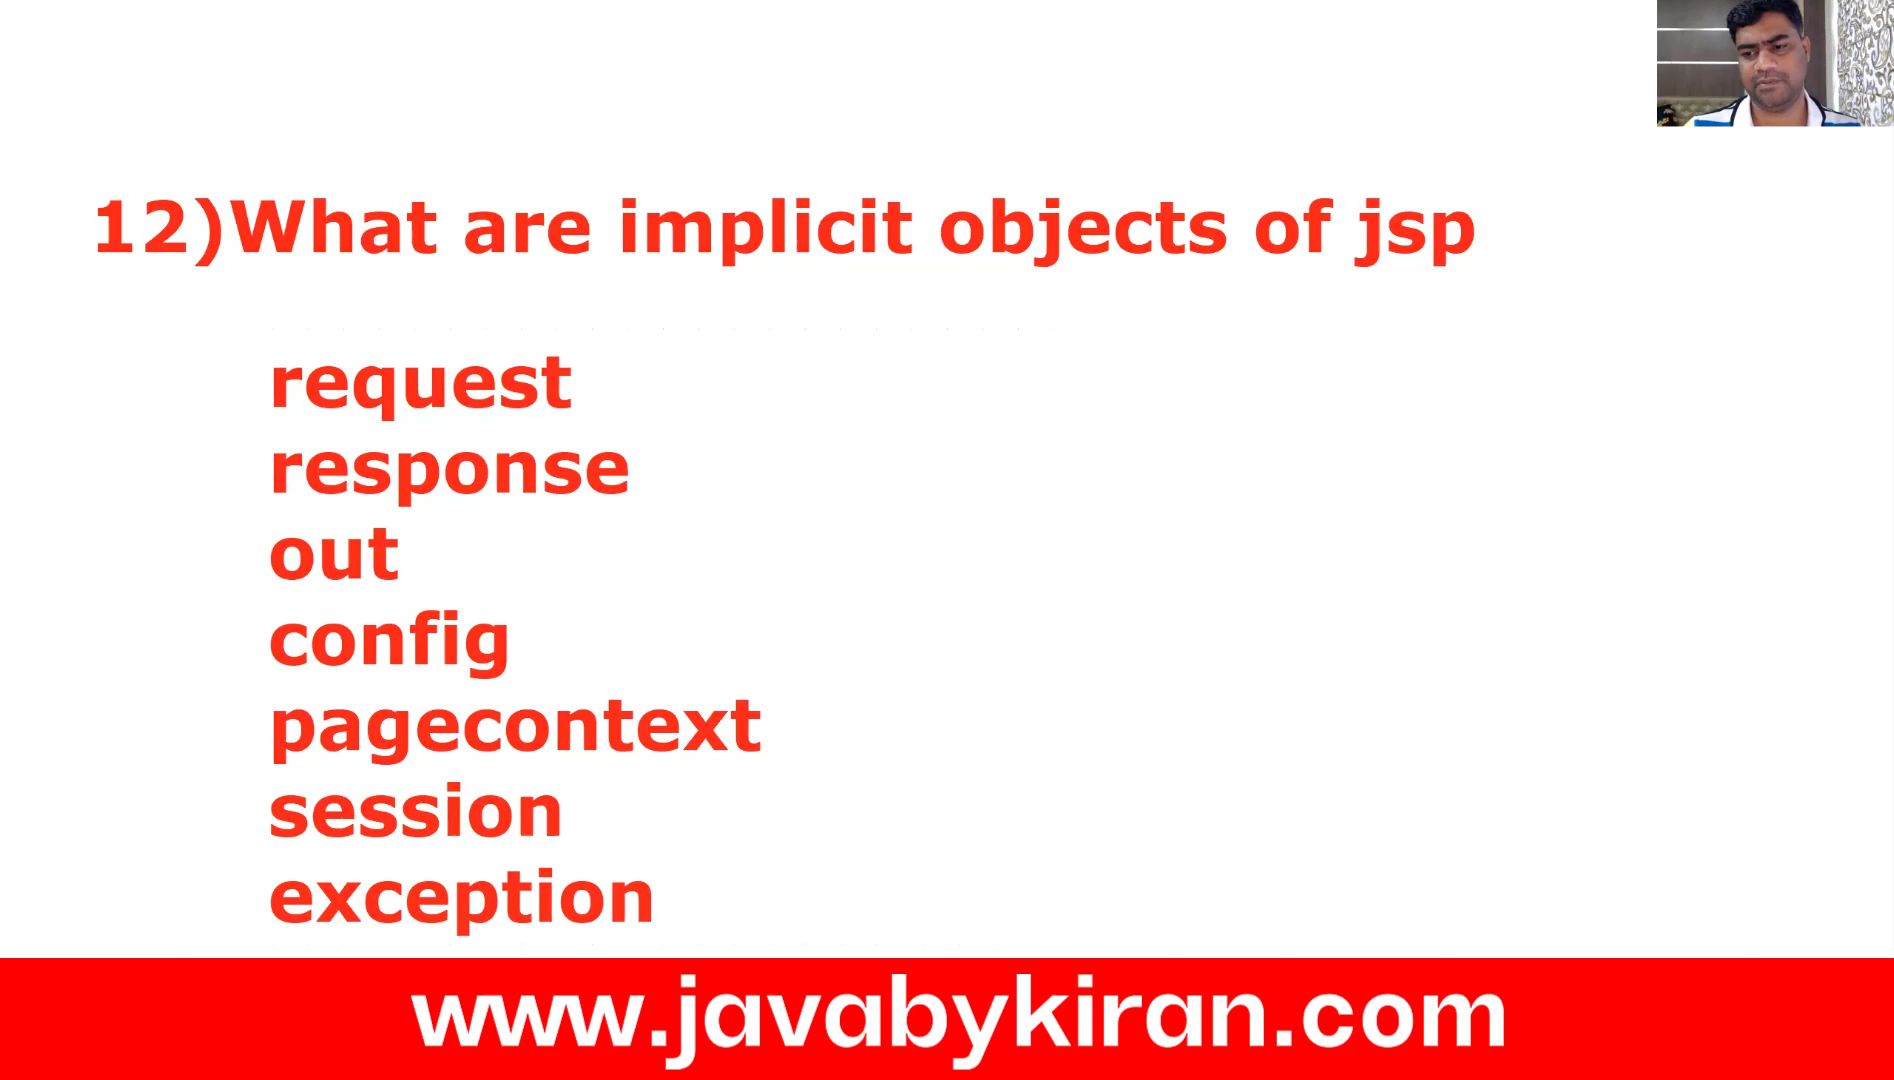 12)What are implicit objects of jsp
request
response
out
config
pagecontext
session
exception
www.javabykiran.com